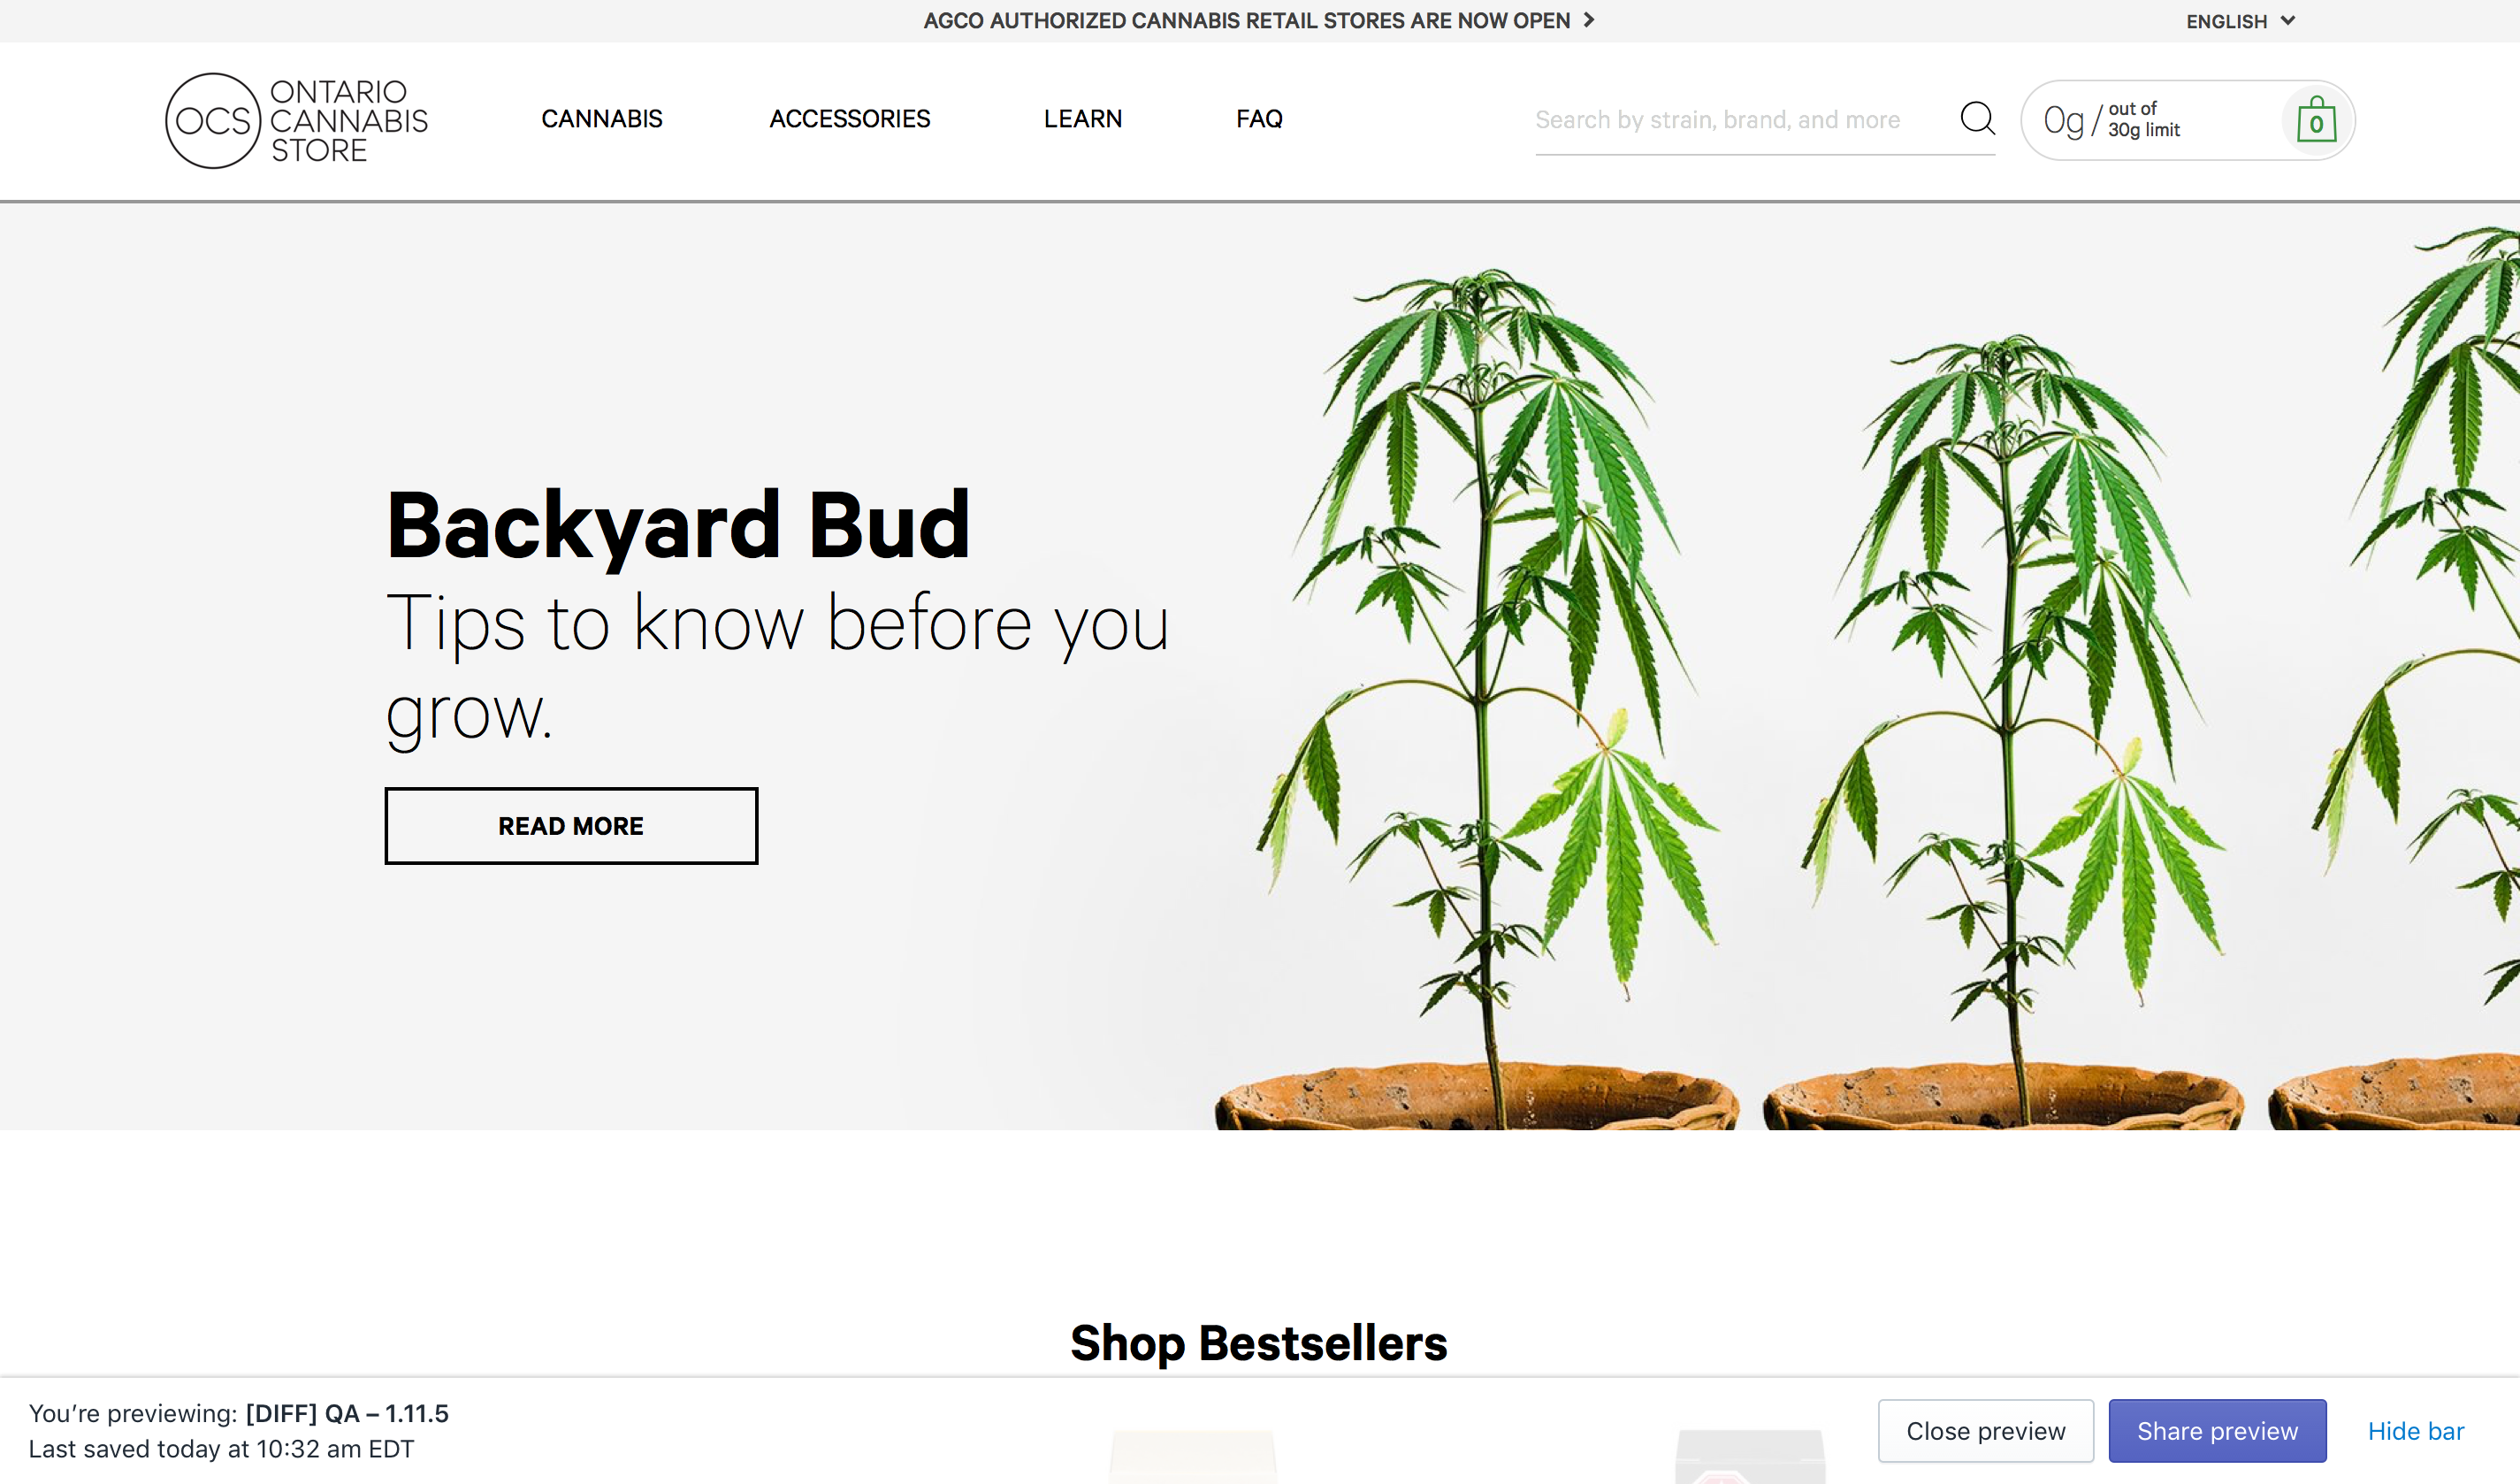 AGCO AUTHORIZED CANNABIS RETAIL STORES ARE NOW OPEN
ENGLISH
OCS
ONTARIO
CANNABIS
STORE
CANNABIS
ACCESSORIES
LEARN
FAQ
Search by strain, brand, and more
0g / out of
30g limit
0
Backyard Bud
Tips to know before you
grow.
READ MORE
Shop Bestsellers
You’re previewing: [DIFF] QA – 1.11.5
Last saved today at 10:32 am EDT
Close preview
Share preview
Hide bar